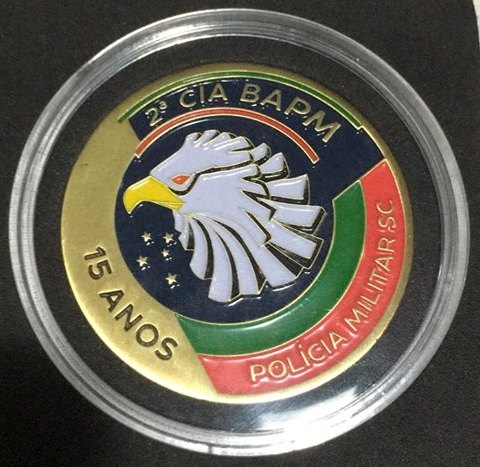 2ª CIA BAPM
15 ANOS
POLÍCIA MILITAR SC